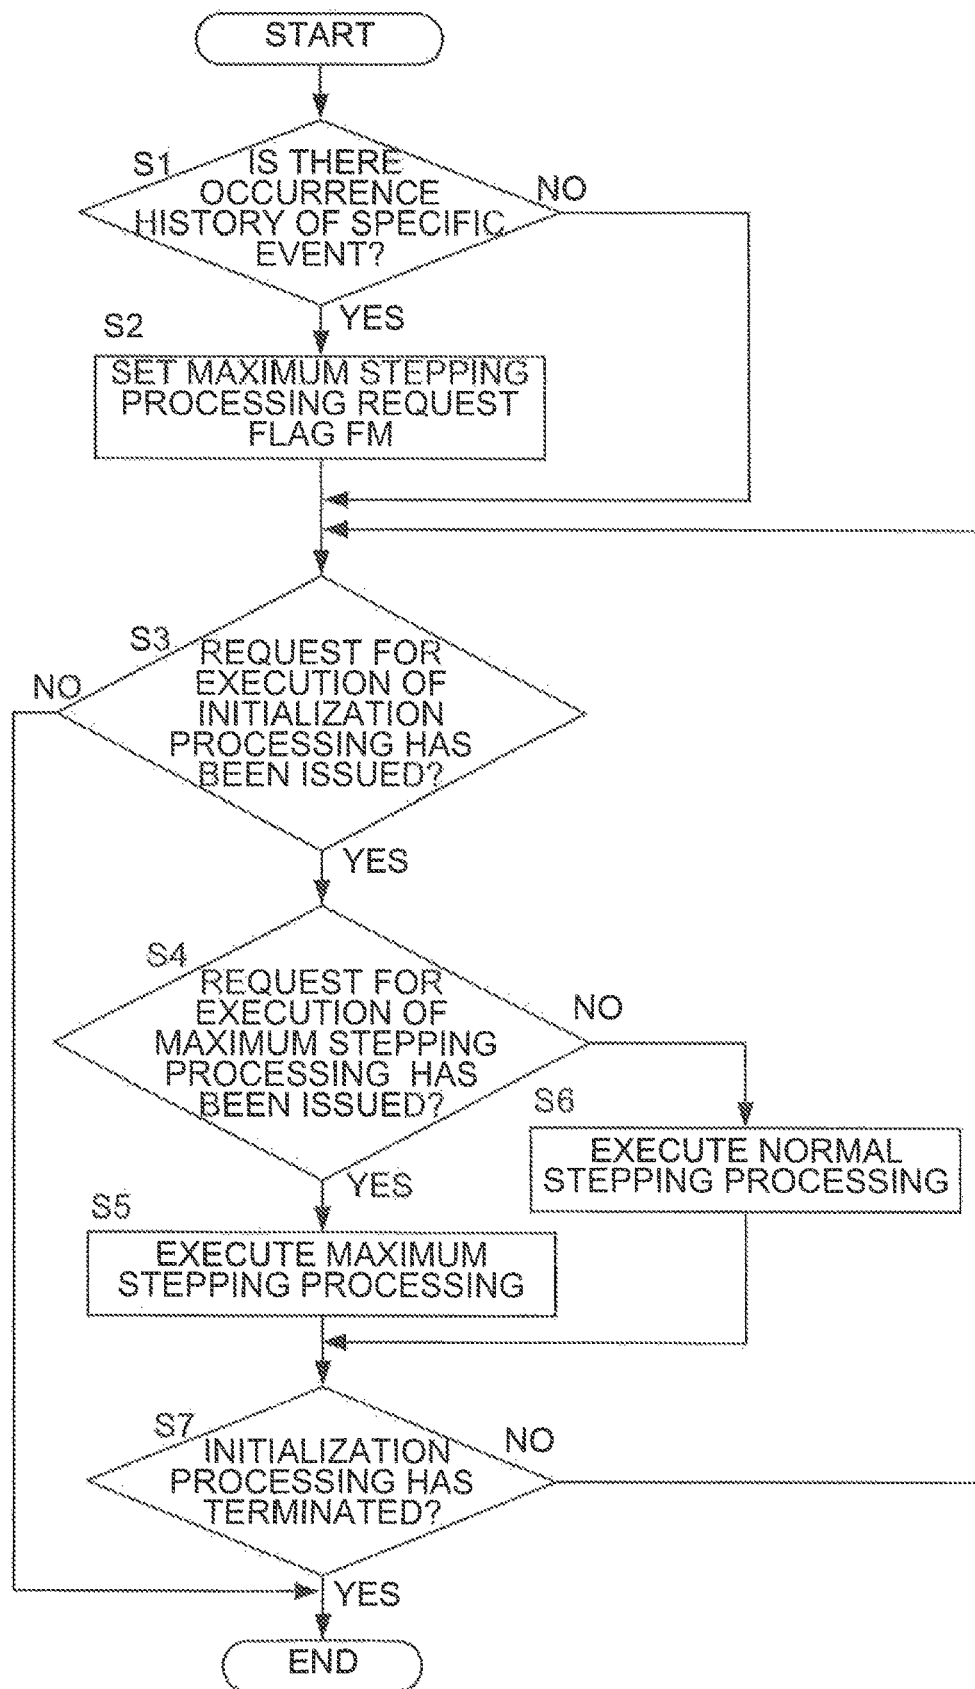 START
S1
IS THERE
OCCURRENCE
HISTORY OF SPECIFIC
EVENT?
NO
YES
S2
SET MAXIMUM STEPPING
PROCESSING REQUEST
FLAG FM
S3
REQUEST FOR
EXECUTION OF
INITIALIZATION
PROCESSING HAS
BEEN ISSUED?
NO
YES
S4
REQUEST FOR
EXECUTION OF
MAXIMUM STEPPING
PROCESSING HAS
BEEN ISSUED?
NO
YES
S6
EXECUTE NORMAL
STEPPING PROCESSING
S5
EXECUTE MAXIMUM
STEPPING PROCESSING
S7
INITIALIZATION
PROCESSING HAS
TERMINATED?
NO
YES
END